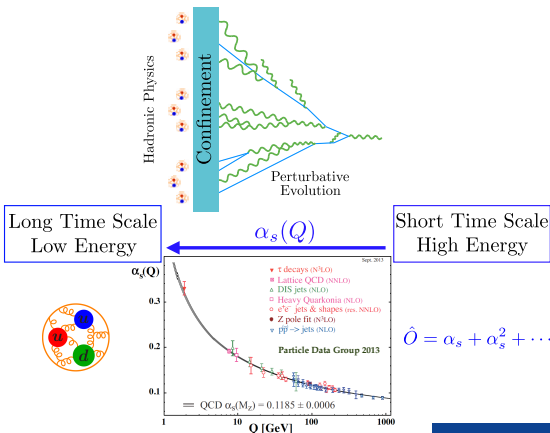 Hadronic Physics
Confinement
Perturbative
Evolution
Long Time Scale
Low Energy
αs(Q)
Short Time Scale
High Energy
Sept. 2013
αs(Q)
τ decays (N³LO)
Lattice QCD (NNLO)
DIS jets (NLO)
Heavy Quarkonia (NLO)
e⁺e⁻ jets & shapes (res. NNLO)
Z pole fit (N³LO)
pp̄ –> jets (NLO)
0.3
0.2
0.1
Particle Data Group 2013
QCD αs(Mz) = 0.1185 ± 0.0006
1
10
100
1000
Q [GeV]
u
u
d
Ô = αs + αs² + ···